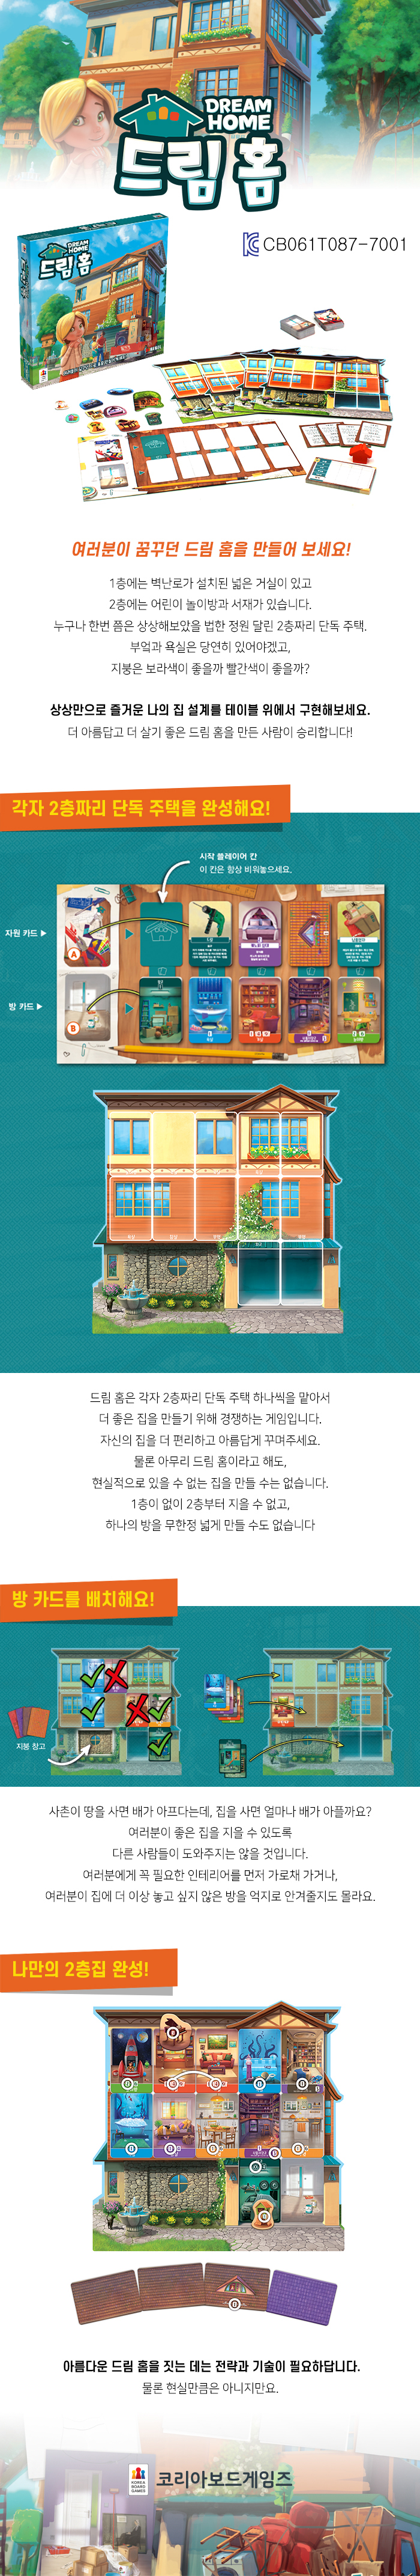 DREAM
HOME
드림 홈
CB061T087-7001
DREAM
HOME
드림 홈
여러분이 꿈꾸던 드림 홈을 만들어 보세요!
1층에는 벽난로가 설치된 넓은 거실이 있고
2층에는 어린이 놀이방과 서재가 있습니다.
누구나 한번 쯤은 상상해보았을 법한 정원 달린 2층짜리 단독 주택.
부엌과 욕실은 당연히 있어야겠고,
지붕은 보라색이 좋을까 빨간색이 좋을까?
상상만으로 즐거운 나의 집 설계를 테이블 위에서 구현해보세요.
더 아름답고 더 살기 좋은 드림 홈을 만든 사람이 승리합니다!
각자 2층짜리 단독 주택을 완성해요!
시작 플레이어 칸
이 칸은 항상 비워놓으세요.
자원 카드 ▶
A
방 카드 ▶
B
드림 홈은 각자 2층짜리 단독 주택 하나씩을 맡아서
더 좋은 집을 만들기 위해 경쟁하는 게임입니다.
자신의 집을 더 편리하고 아름답게 꾸며주세요.
물론 아무리 드림 홈이라고 해도,
현실적으로 있을 수 없는 집을 만들 수는 없습니다.
1층이 없이 2층부터 지을 수 없고,
하나의 방을 무한정 넓게 만들 수도 없습니다
방 카드를 배치해요!
지붕 창고
사촌이 땅을 사면 배가 아프다는데, 집을 사면 얼마나 배가 아플까요?
여러분이 좋은 집을 지을 수 있도록
다른 사람들이 도와주지는 않을 것입니다.
여러분에게 꼭 필요한 인테리어를 먼저 가로채 가거나,
여러분이 집에 더 이상 놓고 싶지 않은 방을 억지로 안겨줄지도 몰라요.
나만의 2층집 완성!
아름다운 드림 홈을 짓는 데는 전략과 기술이 필요하답니다.
물론 현실만큼은 아니지만요.
KOREA
BOARD
GAMES
코리아보드게임즈